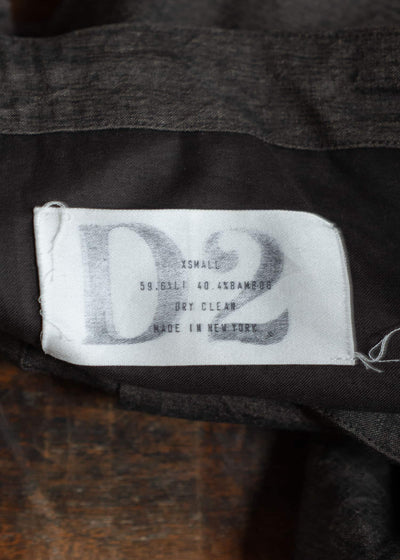 D2
XSMALL
59.6%LI 40.4%BAMBOO
DRY CLEAN
MADE IN NEW YORK